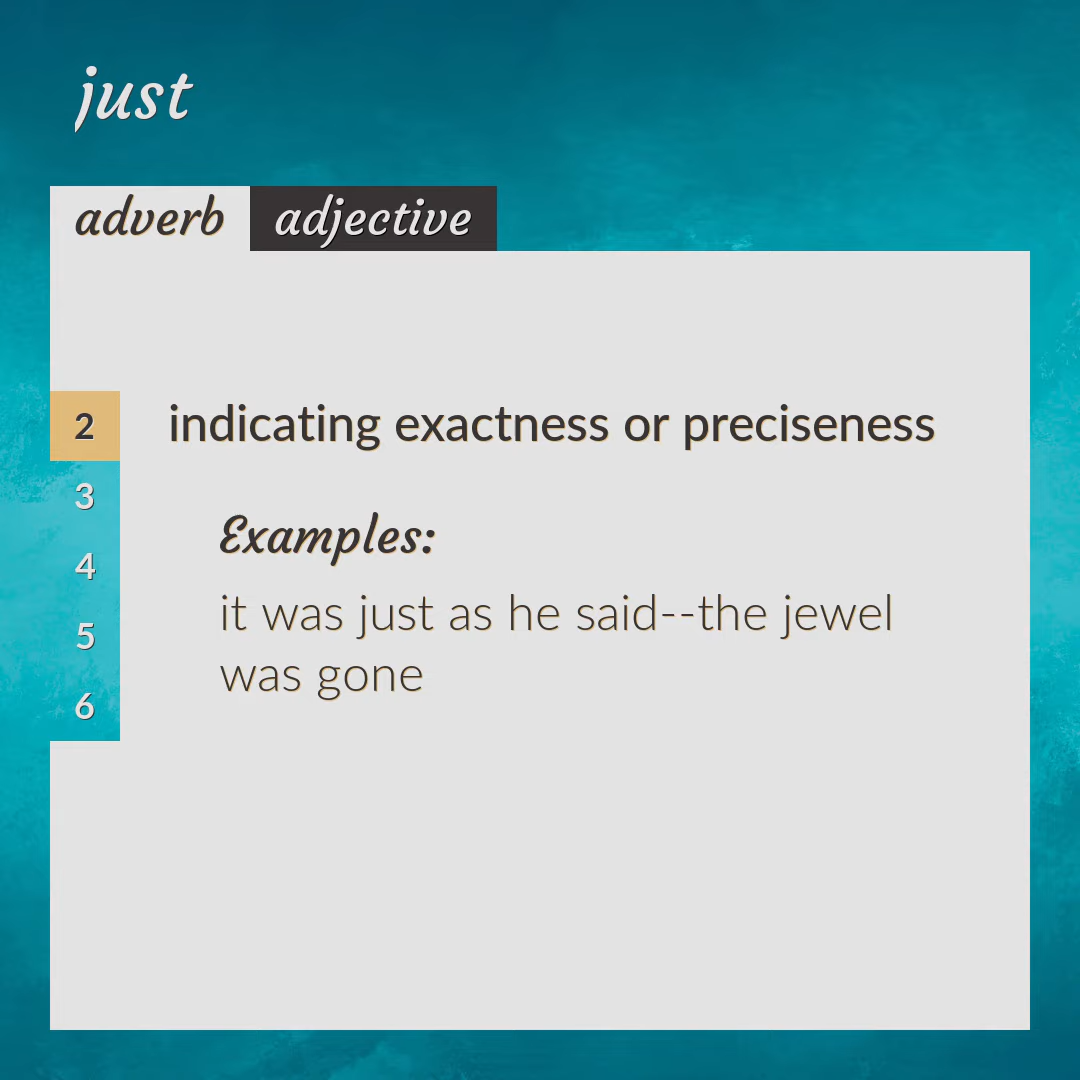 just
adverb adjective
2 indicating exactness or preciseness
3
Examples:
4
it was just as he said--the jewel
5
was gone
6